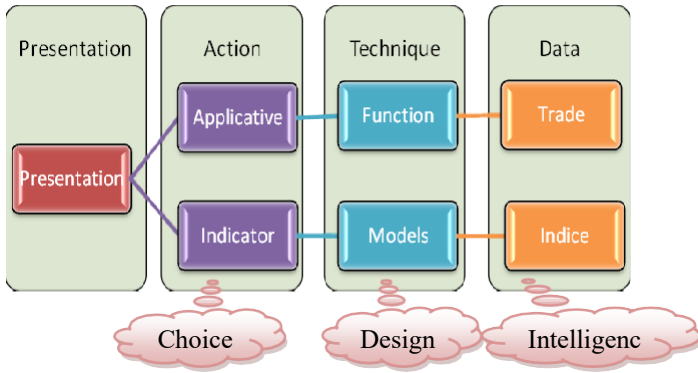 Presentation
Action
Technique
Data
Applicative
Function
Trade
Presentation
Indicator
Models
Indice
Choice
Design
Intelligenc